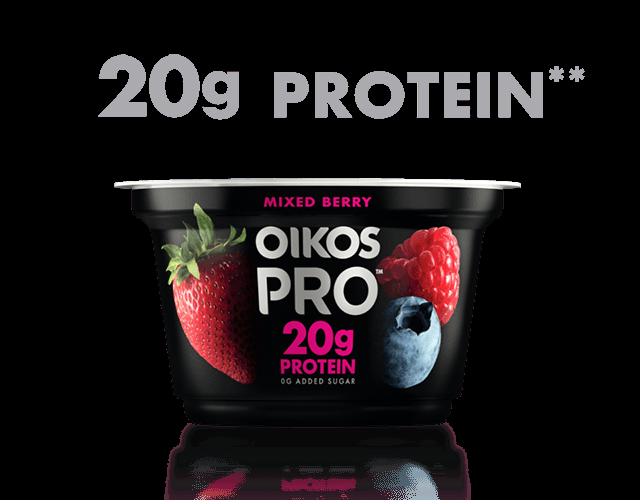 20g PROTEIN**
MIXED BERRY
OIKOS
PRO™
20g
PROTEIN
0G ADDED SUGAR